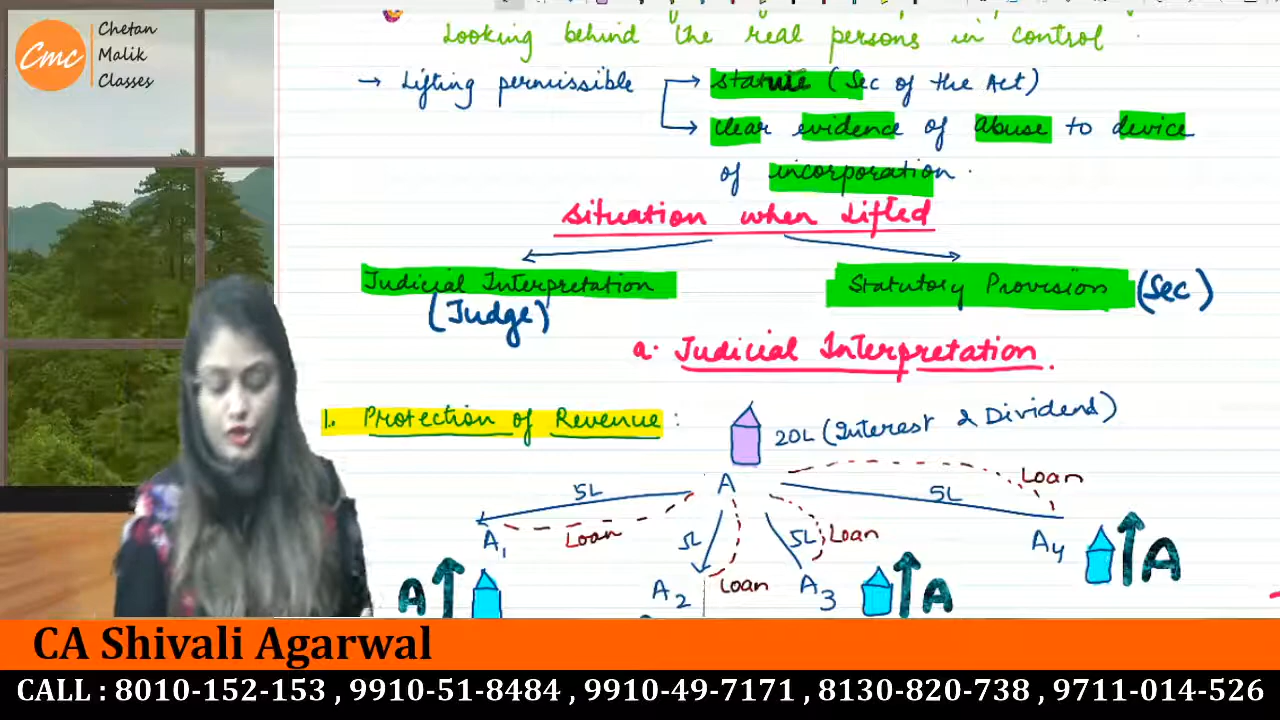 Cmc
Chetan
Malik
Classes
Looking behind the real persons in control.
→ Lifting permissible → statute (Sec of the Act)
→ clear evidence of abuse to device
of incorporation.
Situation when Lifted
Judicial Interpretation
(Judge)
Statutory Provision (Sec)
a. Judicial Interpretation.
1. Protection of Revenue :
20L (Interest & Dividend)
A
5L
5L
Loan
A1
Loan
5L
5L
Loan
A4
A2
Loan
A3
A
A
A
CA Shivali Agarwal
CALL : 8010-152-153 , 9910-51-8484 , 9910-49-7171 , 8130-820-738 , 9711-014-526